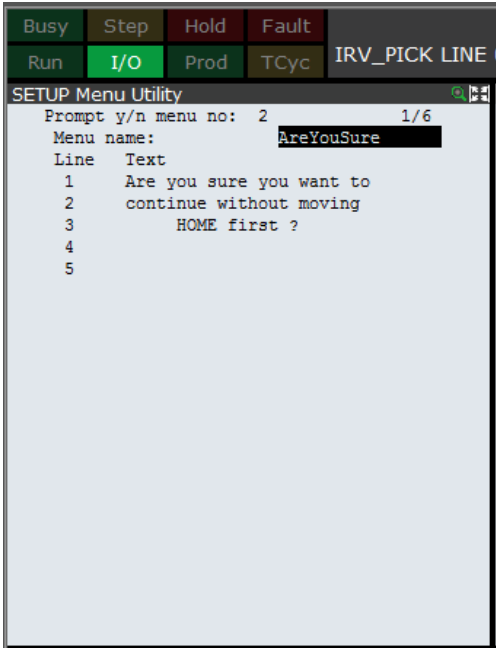 Busy Step Hold Fault
Run I/O Prod TCyc IRV_PICK LINE
SETUP Menu Utility
Prompt y/n menu no: 2 1/6
Menu name: AreYouSure
Line Text
1 Are you sure you want to
2 continue without moving
3 HOME first ?
4
5